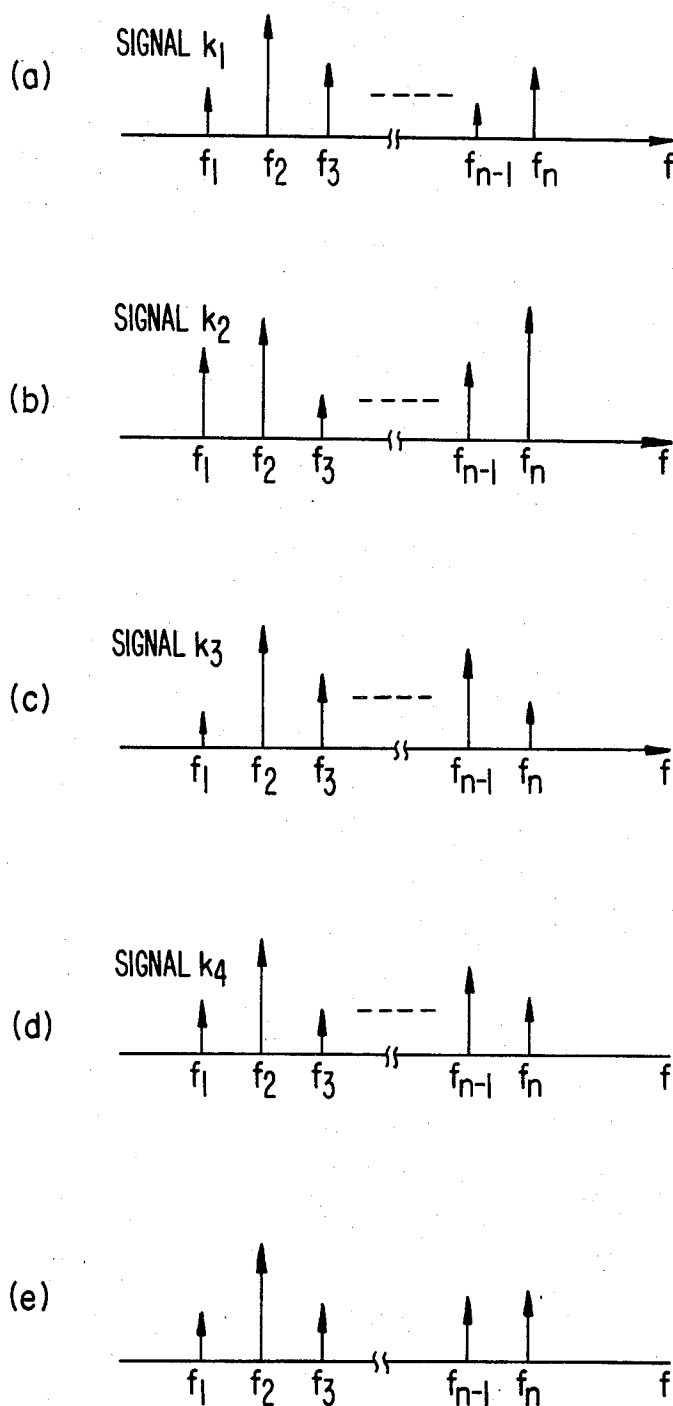 (a)
SIGNAL k1
f1 f2 f3 fn-1 fn f
(b)
SIGNAL k2
f1 f2 f3 fn-1 fn f
(c)
SIGNAL k3
f1 f2 f3 fn-1 fn f
(d)
SIGNAL k4
f1 f2 f3 fn-1 fn f
(e)
f1 f2 f3 fn-1 fn f